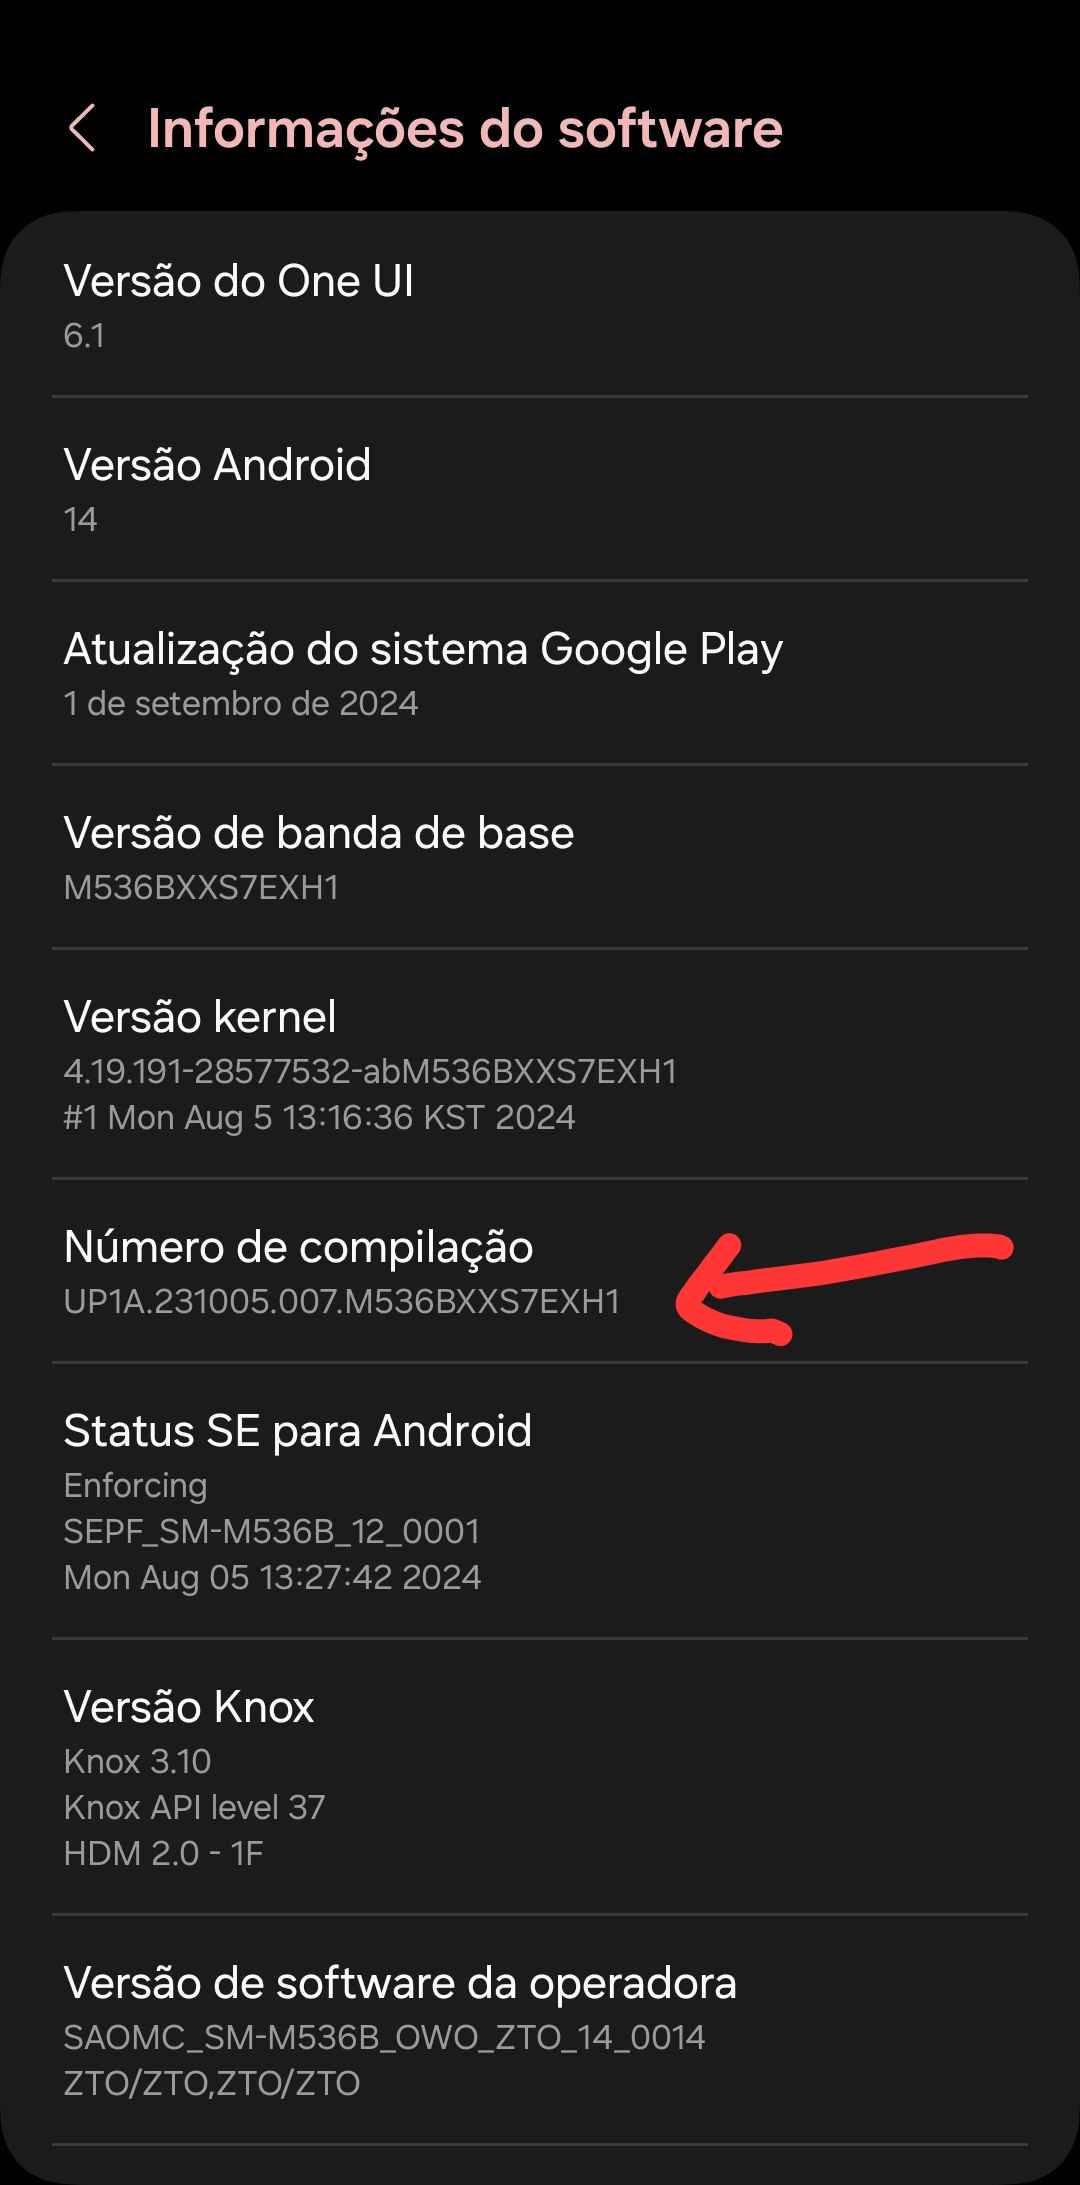 Informações do software
Versão do One UI
6.1
Versão Android
14
Atualização do sistema Google Play
1 de setembro de 2024
Versão de banda de base
M536BXXS7EXH1
Versão kernel
4.19.191-28577532-abM536BXXS7EXH1
#1 Mon Aug 5 13:16:36 KST 2024
Número de compilação
UP1A.231005.007.M536BXXS7EXH1
Status SE para Android
Enforcing
SEPF_SM-M536B_12_0001
Mon Aug 05 13:27:42 2024
Versão Knox
Knox 3.10
Knox API level 37
HDM 2.0 - 1F
Versão de software da operadora
SAOMC_SM-M536B_OWO_ZTO_14_0014
ZTO/ZTO,ZTO/ZTO